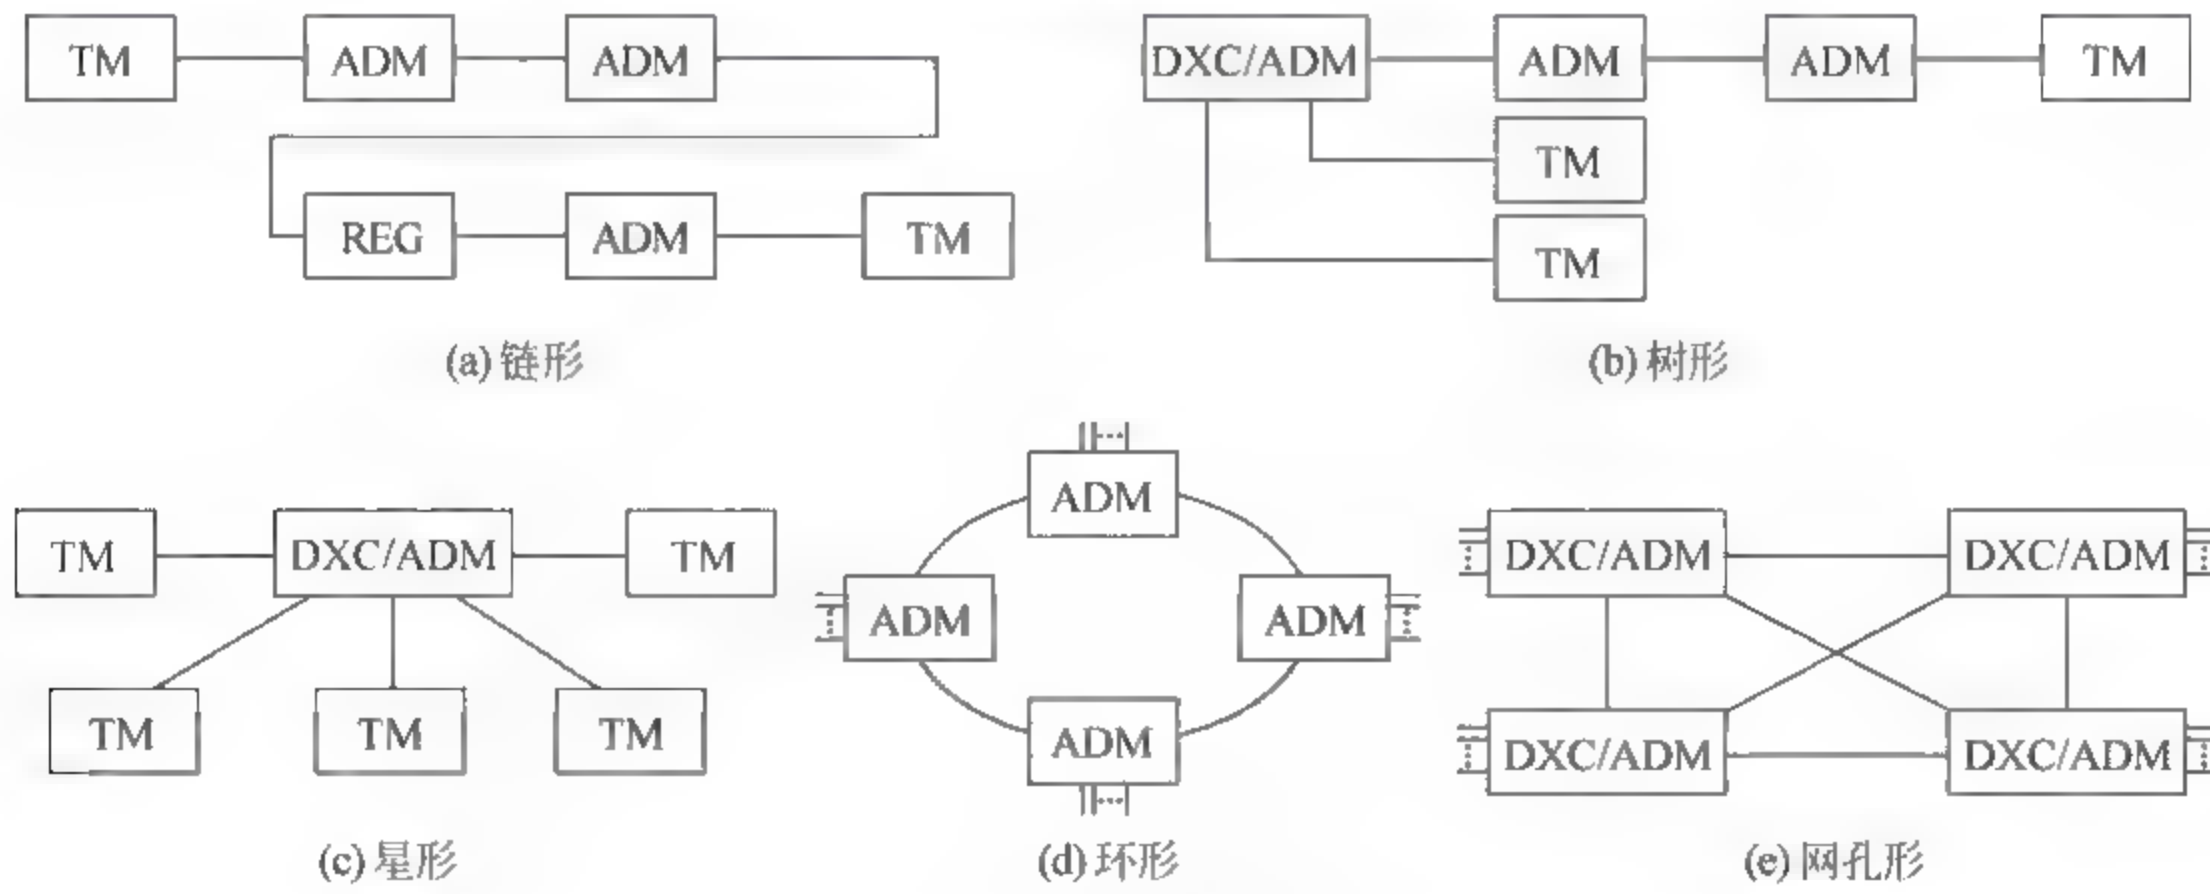 TM ADM ADM
REG ADM TM
(a) 链形
DXC/ADM ADM ADM TM
TM
TM
(b) 树形
TM DXC/ADM TM
TM TM TM
(c) 星形
ADM
ADM ADM
ADM
(d) 环形
DXC/ADM DXC/ADM
DXC/ADM DXC/ADM
(e) 网孔形